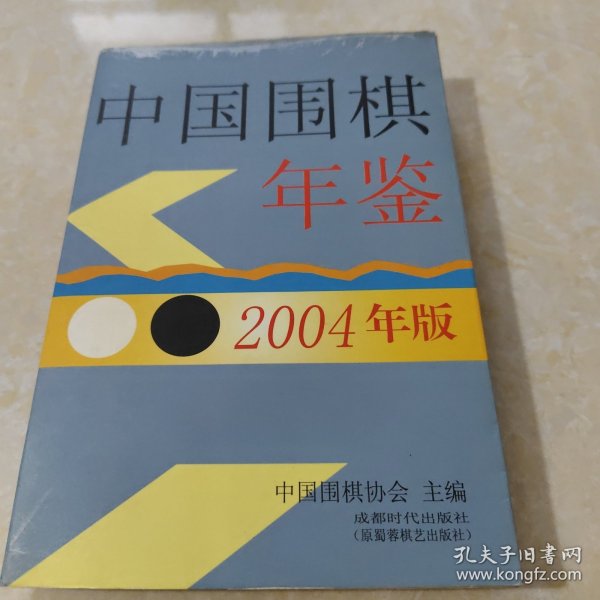 中国围棋
年鉴
2004年版
中国围棋协会 主编
成都时代出版社
(原蜀蓉棋艺出版社)
孔夫子旧书网
www.kongfz.com